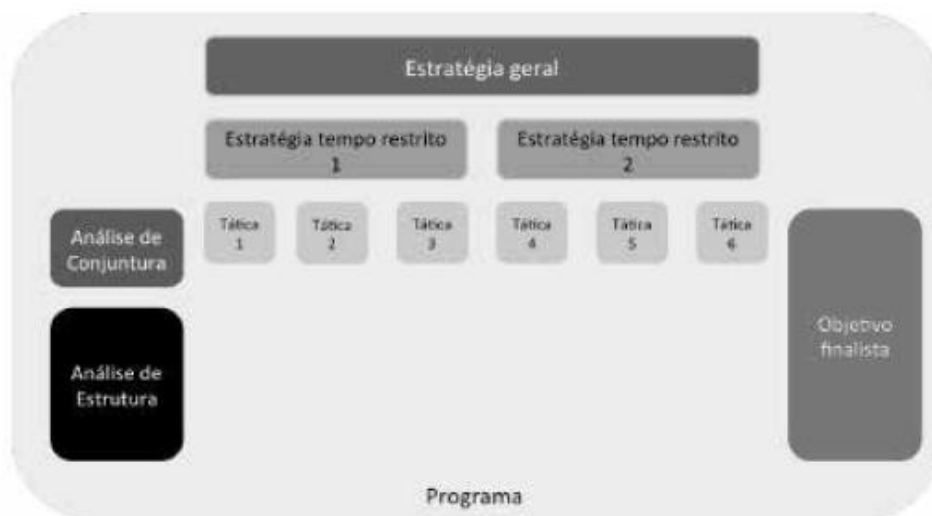 Estratégia geral
Estratégia tempo restrito
1
Estratégia tempo restrito
2
Tática
1
Tática
2
Tática
3
Tática
4
Tática
5
Tática
6
Análise de
Conjuntura
Análise de
Estrutura
Objetivo
finalista
Programa